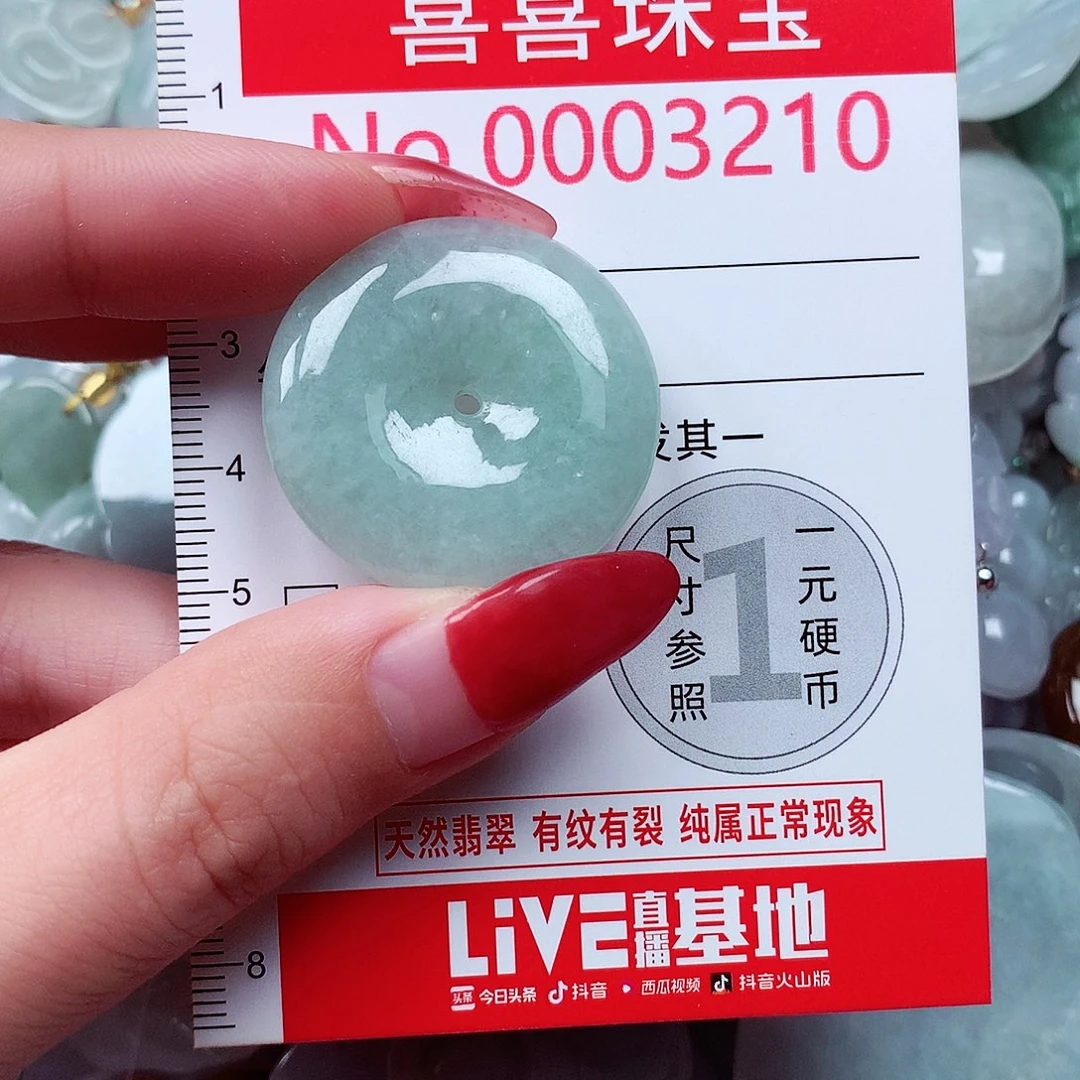 喜喜珠宝
No 0003210
1
3
4
5
8
其一
尺寸参照
1
一元硬币
天然翡翠 有纹有裂 纯属正常现象
LiVE直播基地
头条 今日头条 抖音 西瓜视频 抖音火山版